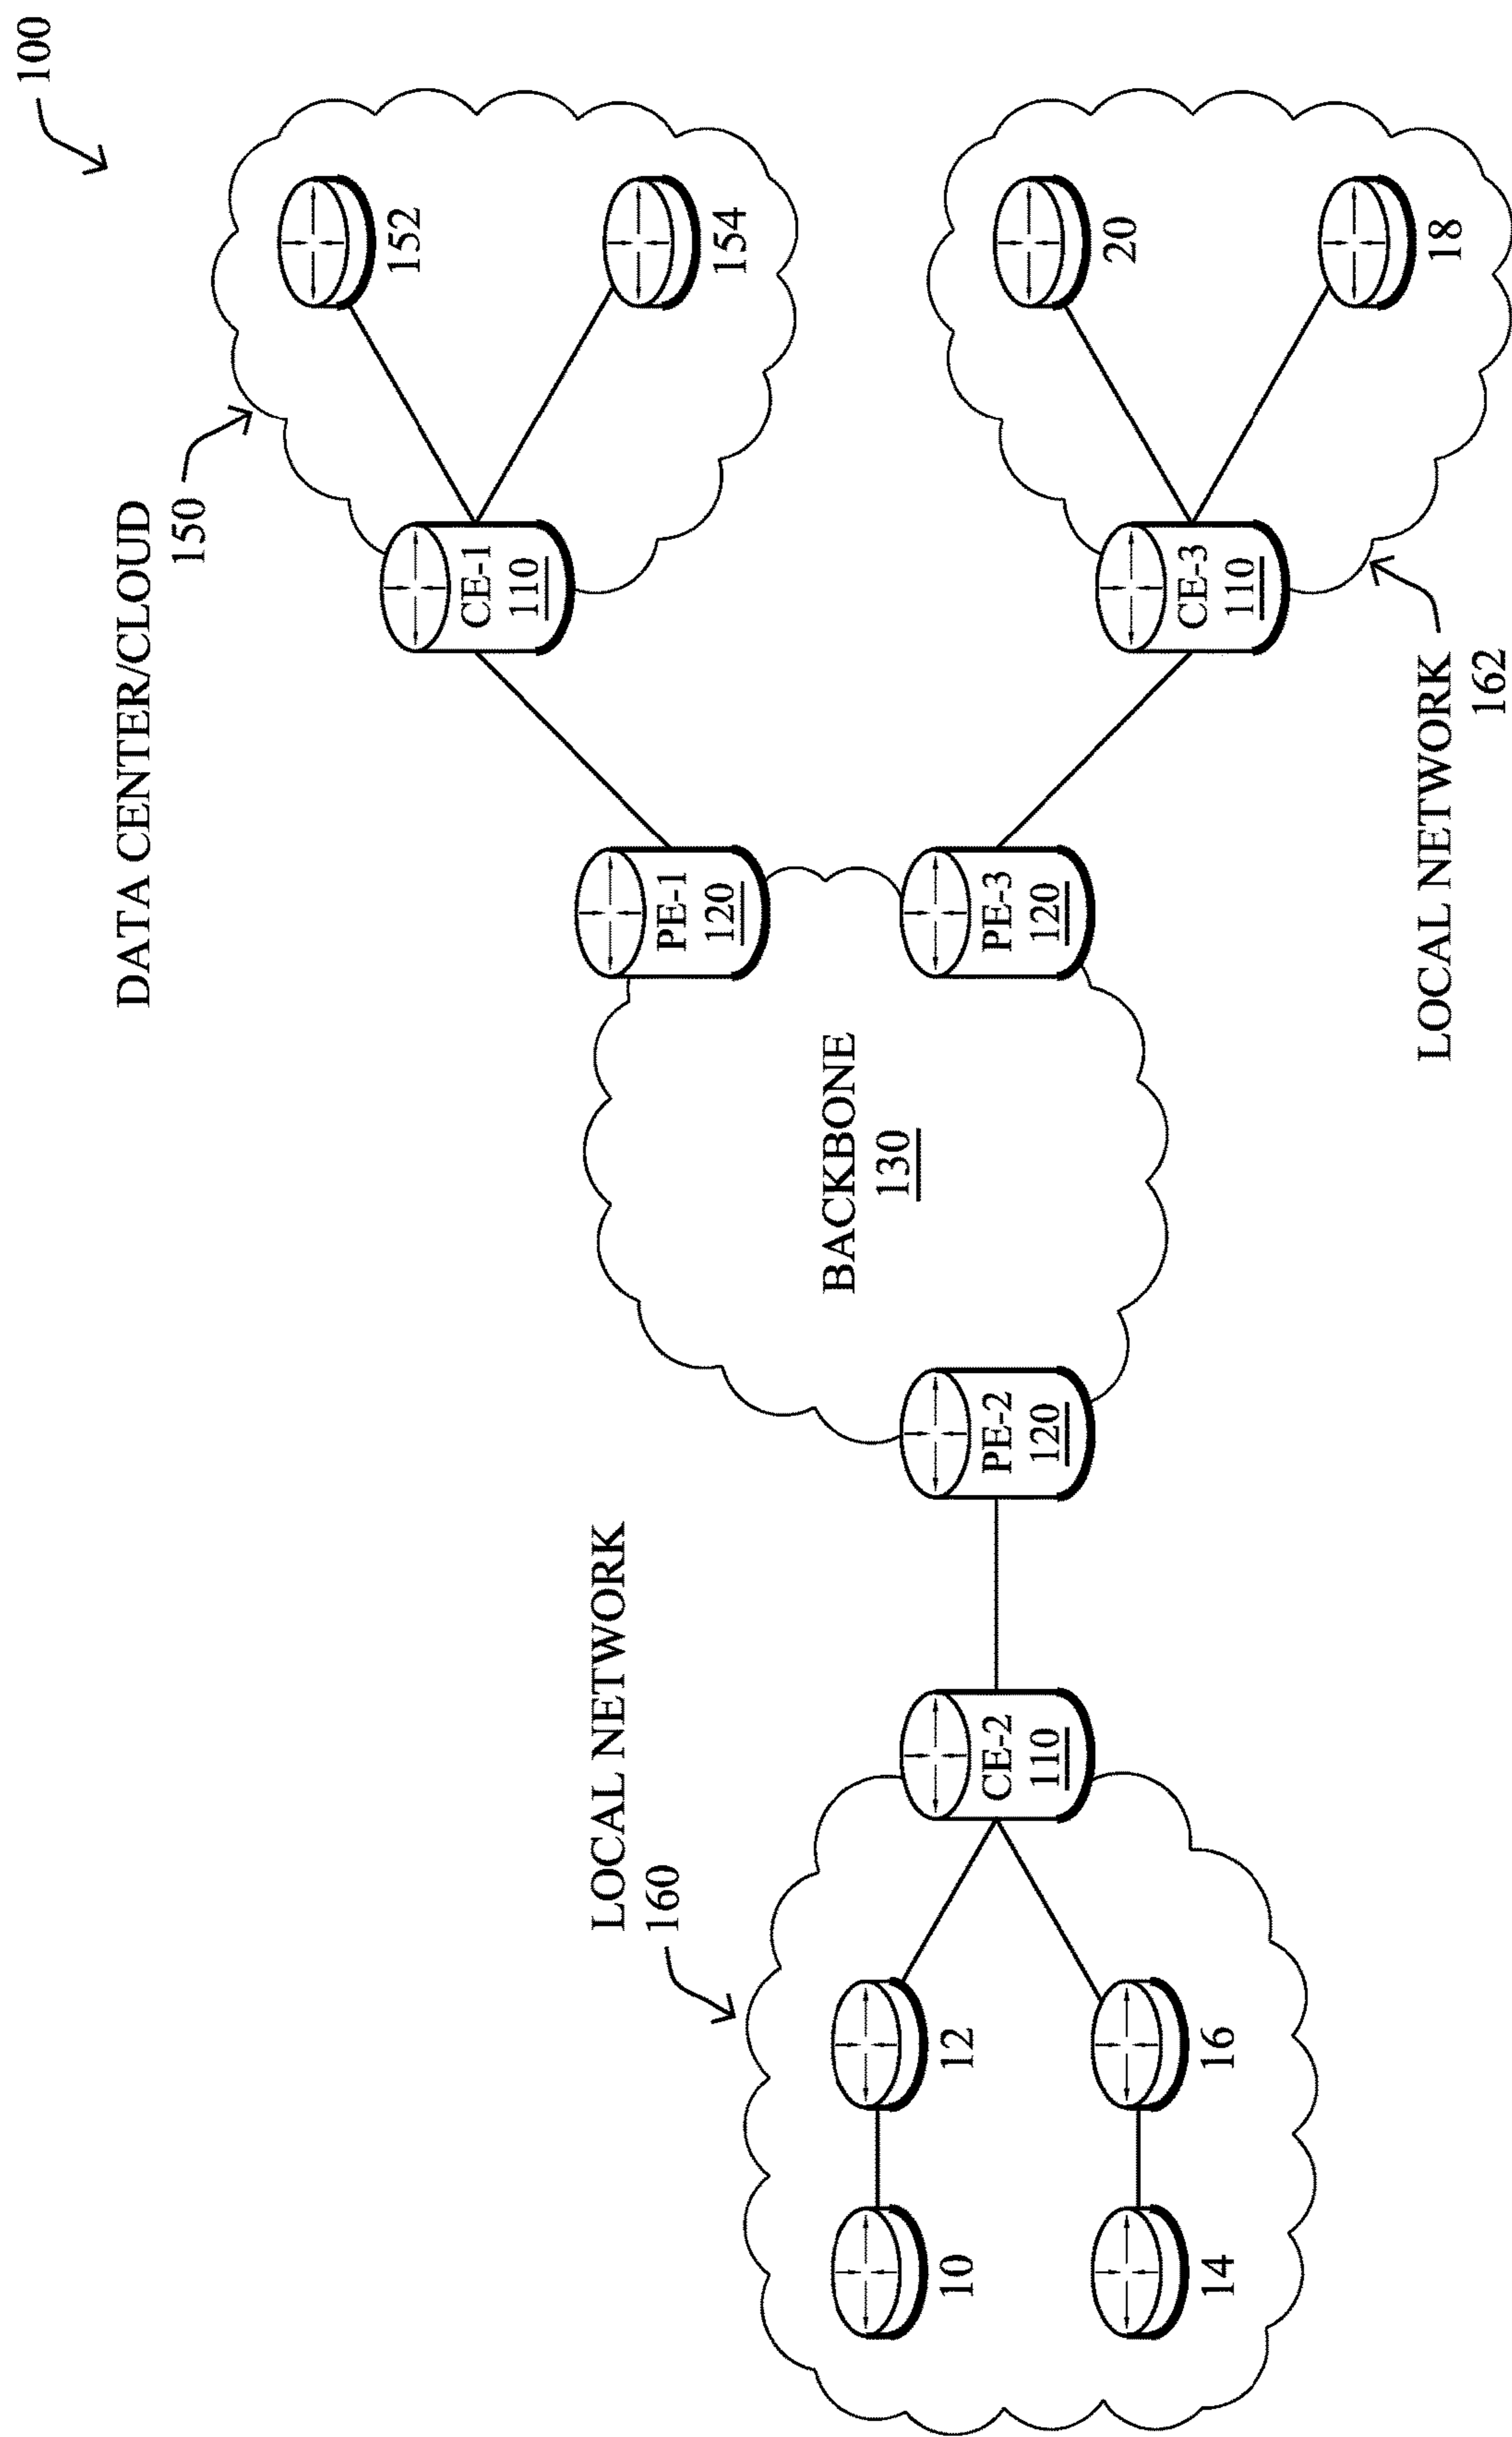 100
DATA CENTER/CLOUD
150
152
CE-1
110
154
LOCAL NETWORK
160
PE-1
120
BACKBONE
130
10
12
CE-2
110
PE-2
120
PE-3
120
20
CE-3
110
14
16
LOCAL NETWORK
162
18